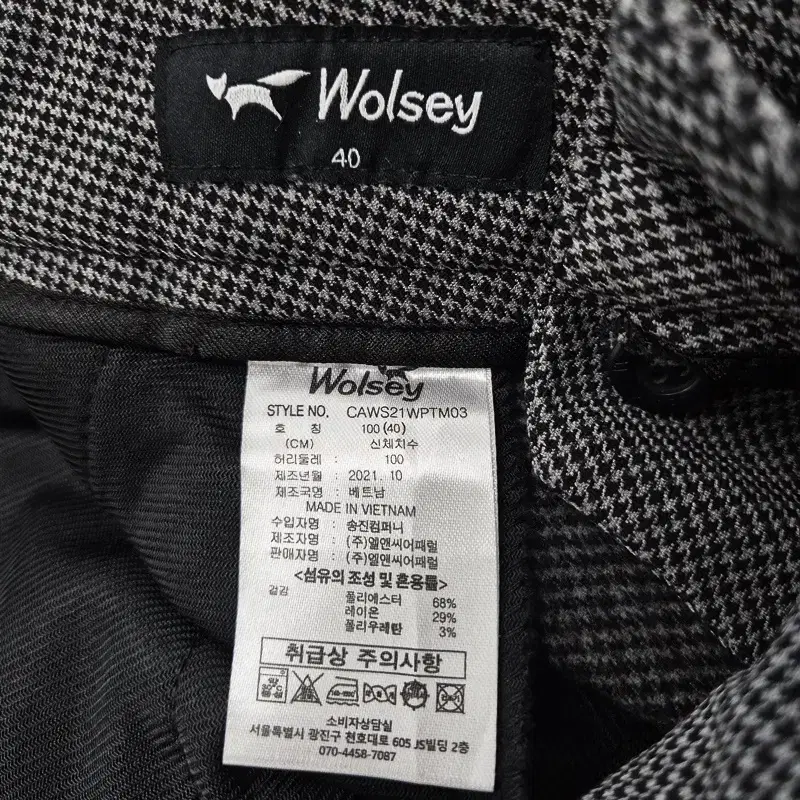 Wolsey
40
Wolsey
STYLE NO. CAWS21WPTM03
호 칭 100 (40)
(CM) 신체치수
허리둘레 : 100
제조년월 : 2021. 10
제조국명 : 베트남
MADE IN VIETNAM
수입자명 : 송진컴퍼니
제조자명 : (주)엘앤씨어패럴
판매자명 : (주)엘앤씨어패럴
<섬유의 조성 및 혼용률>
겉감 폴리에스터 68%
레이온 29%
폴리우레탄 3%
취급상 주의사항
소비자상담실
서울특별시 광진구 천호대로 605 JS빌딩 2층
070-4458-7087